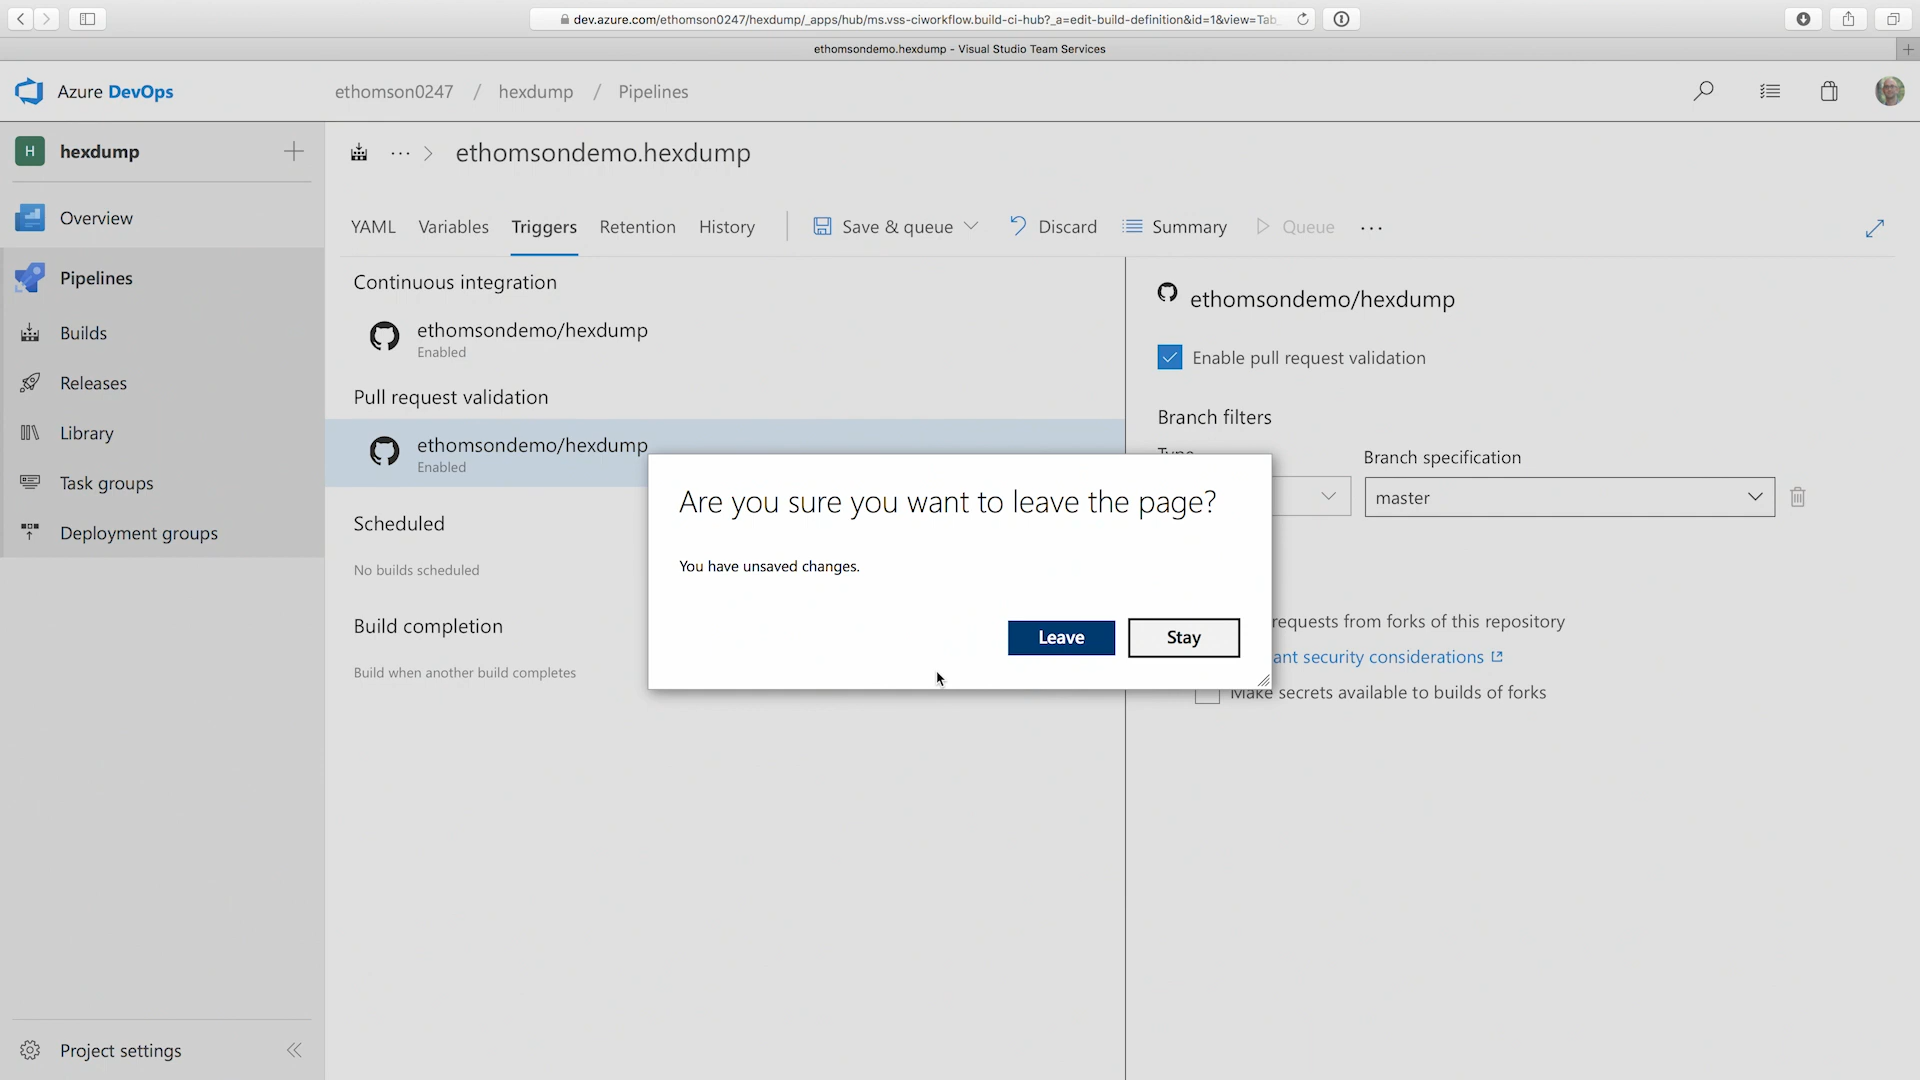 dev.azure.com/ethomson0247/hexdump/_apps/hub/ms.vss-ciworkflow.build-ci-hub?_a=edit-build-definition&id=1&view=Tab_
ethomsondemo.hexdump - Visual Studio Team Services
Azure DevOps
ethomson0247 / hexdump / Pipelines
H hexdump
... > ethomsondemo.hexdump
Overview
Pipelines
Builds
Releases
Library
Task groups
Deployment groups
Project settings
YAML Variables Triggers Retention History Save & queue Discard Summary Queue ...
Continuous integration
ethomsondemo/hexdump
Enabled
Pull request validation
ethomsondemo/hexdump
Enabled
Scheduled
No builds scheduled
Build completion
Build when another build completes
ethomsondemo/hexdump
Enable pull request validation
Branch filters
Type
Branch specification
master
requests from forks of this repository
ant security considerations
Make secrets available to builds of forks
Are you sure you want to leave the page?
You have unsaved changes.
Leave
Stay